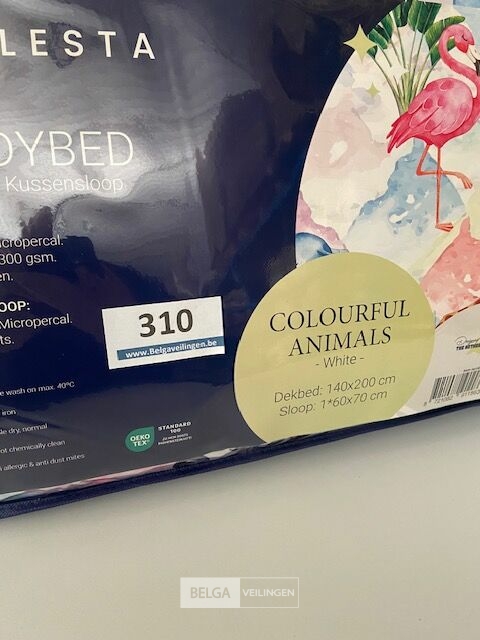 LESTA
DYBED
Kussensloop
cropercal.
300 gsm.
en.
OOP:
Micropercal.
ts.
310
www.Belgaveilingen.be
COLOURFUL
ANIMALS
- White -
Dekbed: 140x200 cm
Sloop: 1*60x70 cm
e wash on max. 40°C
iron
le dry, normal
ot chemically clean
allergic & anti dust mites
OEKO
TEX®
STANDARD
100
BELGA VEILINGEN